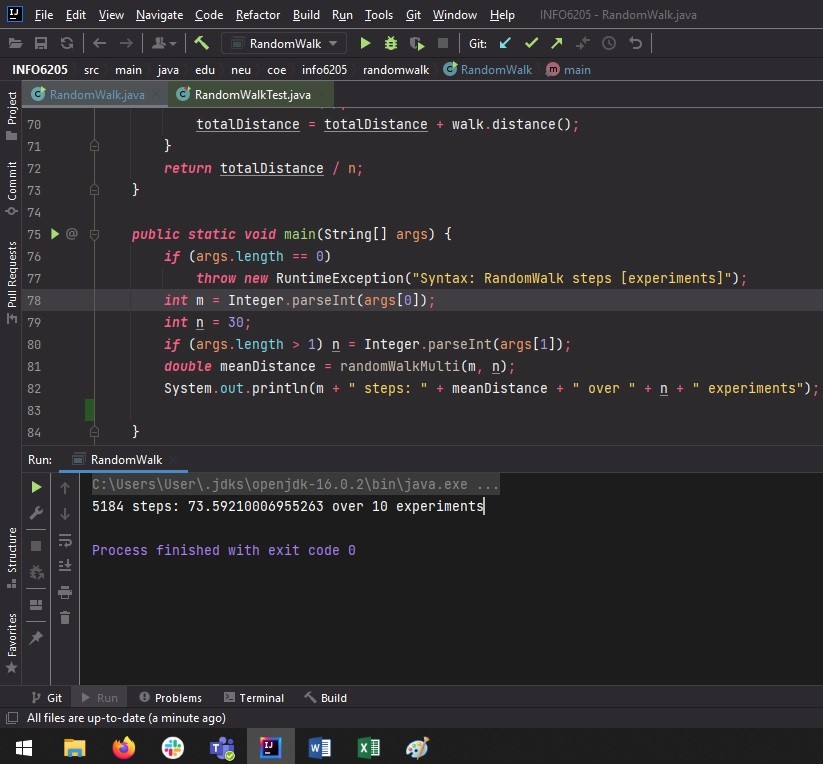 IJ File Edit View Navigate Code Refactor Build Run Tools Git Window Help INFO6205 - RandomWalk.java
RandomWalk Git:
INFO6205 src main java edu neu coe info6205 randomwalk C RandomWalk m main
C RandomWalk.java C RandomWalkTest.java
Project
Commit
Pull Requests
70 totalDistance = totalDistance + walk.distance();
71 }
72 return totalDistance / n;
73 }
74
75 @ public static void main(String[] args) {
76 if (args.length == 0)
77 throw new RuntimeException("Syntax: RandomWalk steps [experiments]");
78 int m = Integer.parseInt(args[0]);
79 int n = 30;
80 if (args.length > 1) n = Integer.parseInt(args[1]);
81 double meanDistance = randomWalkMulti(m, n);
82 System.out.println(m + " steps: " + meanDistance + " over " + n + " experiments");
83
84 }
Run: RandomWalk
C:\Users\User\.jdks\openjdk-16.0.2\bin\java.exe ...
5184 steps: 73.59210006955263 over 10 experiments
Process finished with exit code 0
Structure
Favorites
Git Run Problems Terminal Build
All files are up-to-date (a minute ago)